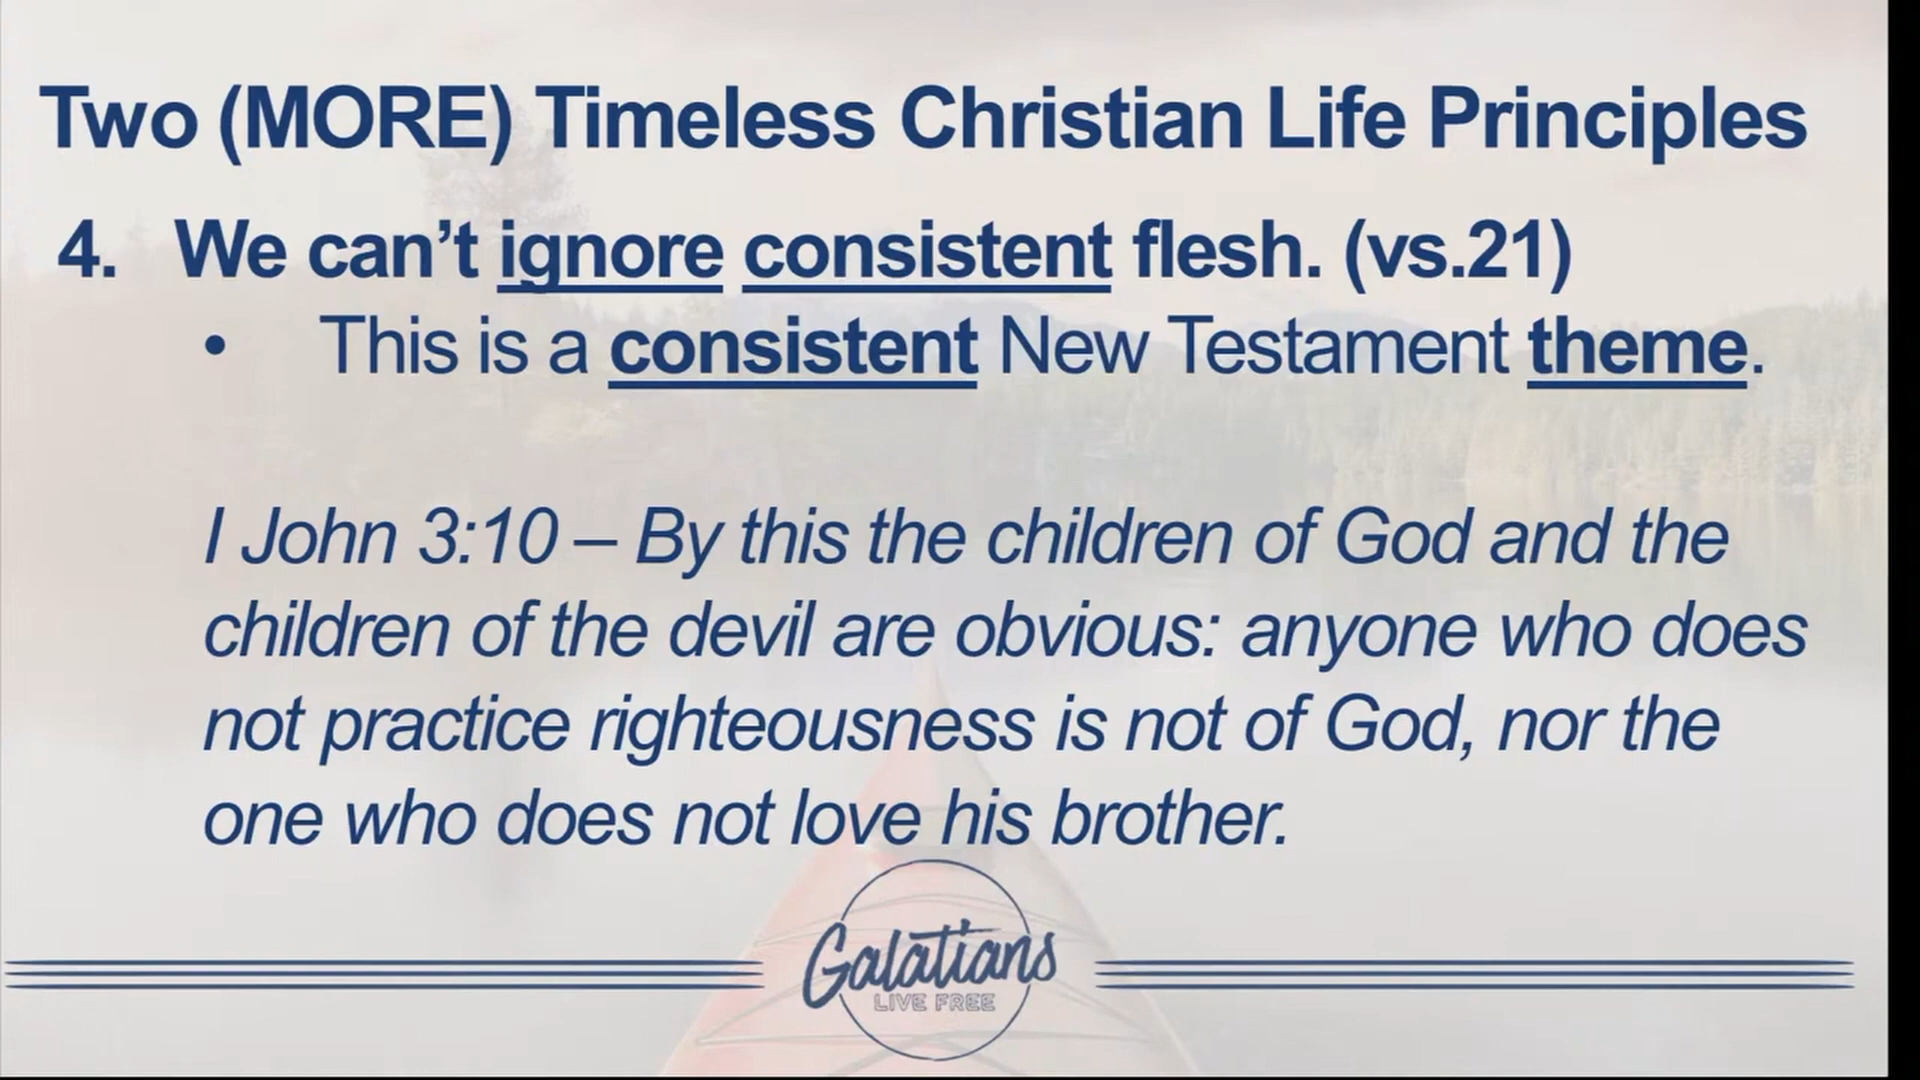 Two (MORE) Timeless Christian Life Principles
4. We can’t ignore consistent flesh. (vs.21)
• This is a consistent New Testament theme.
I John 3:10 – By this the children of God and the
children of the devil are obvious: anyone who does
not practice righteousness is not of God, nor the
one who does not love his brother.
Galatians
LIVE FREE